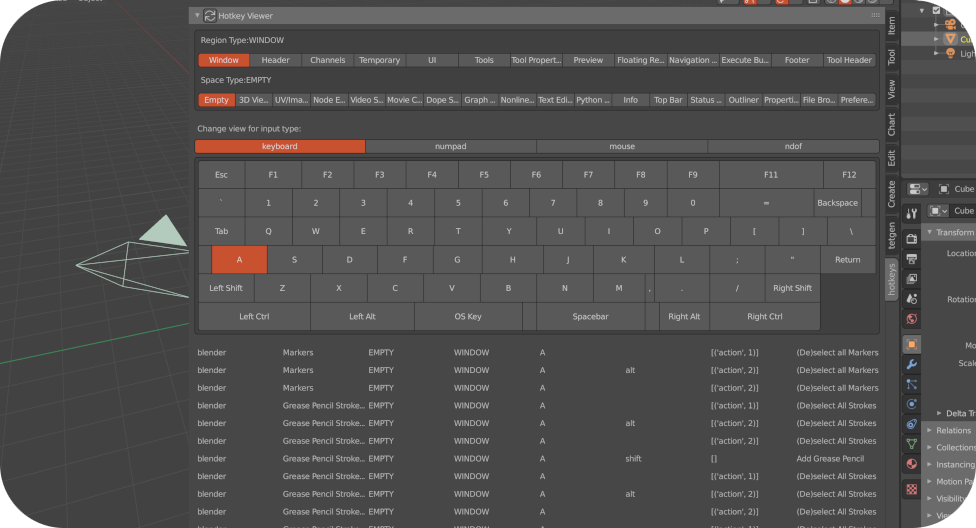 Hotkey Viewer
Region Type:WINDOW
Window Header Channels Temporary UI Tools Tool Propert... Preview Floating Re... Navigation ... Execute Bu... Footer Tool Header
Space Type:EMPTY
Empty 3D Vie... UV/Ima... Node E... Video S... Movie C... Dope S... Graph ... Nonline... Text Edi... Python ... Info Top Bar Status ... Outliner Properti... File Bro... Prefere...
Change view for input type:
keyboard numpad mouse ndof
Esc F1 F2 F3 F4 F5 F6 F7 F8 F9 F11 F12
` 1 2 3 4 5 6 7 8 9 0 = Backspace
Tab Q W E R T Y U I O P [ ] \
A S D F G H J K L ; " Return
Left Shift Z X C V B N M , . / Right Shift
Left Ctrl Left Alt OS Key Spacebar Right Alt Right Ctrl
blender Markers EMPTY WINDOW A [('action', 1)] (De)select all Markers
blender Markers EMPTY WINDOW A alt [('action', 2)] (De)select all Markers
blender Markers EMPTY WINDOW A [('action', 2)] (De)select all Markers
blender Grease Pencil Stroke... EMPTY WINDOW A [('action', 1)] (De)select All Strokes
blender Grease Pencil Stroke... EMPTY WINDOW A alt [('action', 2)] (De)select All Strokes
blender Grease Pencil Stroke... EMPTY WINDOW A [('action', 2)] (De)select All Strokes
blender Grease Pencil Stroke... EMPTY WINDOW A shift [] Add Grease Pencil
blender Grease Pencil Stroke... EMPTY WINDOW A [('action', 1)] (De)select All Strokes
blender Grease Pencil Stroke... EMPTY WINDOW A alt [('action', 2)] (De)select All Strokes
blender Grease Pencil Stroke... EMPTY WINDOW A [('action', 2)] (De)select All Strokes
Item
Tool
View
Chart
Edit
Create
tetgen
hotkeys
Cu
Ligh
Cube
Cube
Transform
Locatio
Rotatio
Mo
Scale
Delta Tr
Relations
Collections
Instancing
Motion Pa
Visibility